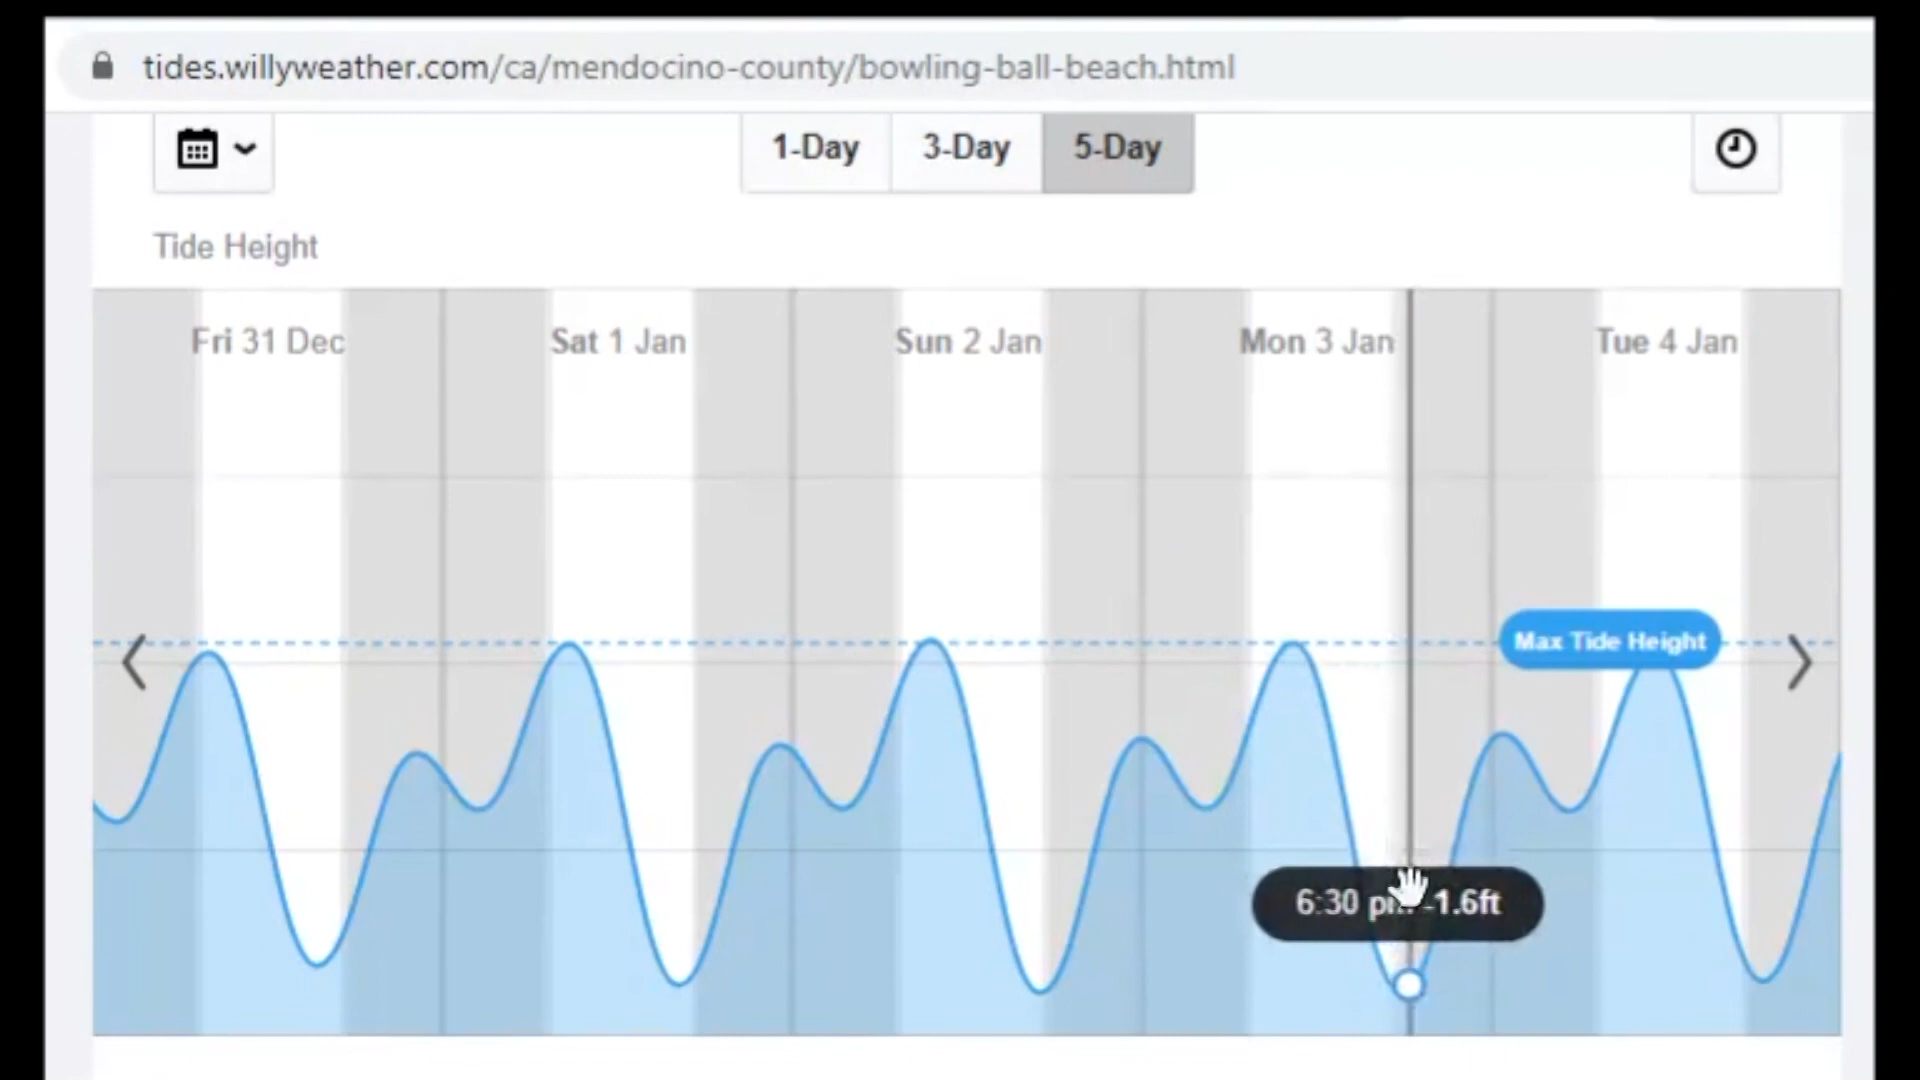 tides.willyweather.com/ca/mendocino-county/bowling-ball-beach.html
1-Day 3-Day 5-Day
Tide Height
Fri 31 Dec Sat 1 Jan Sun 2 Jan Mon 3 Jan Tue 4 Jan
Max Tide Height
6:30 pm -1.6ft